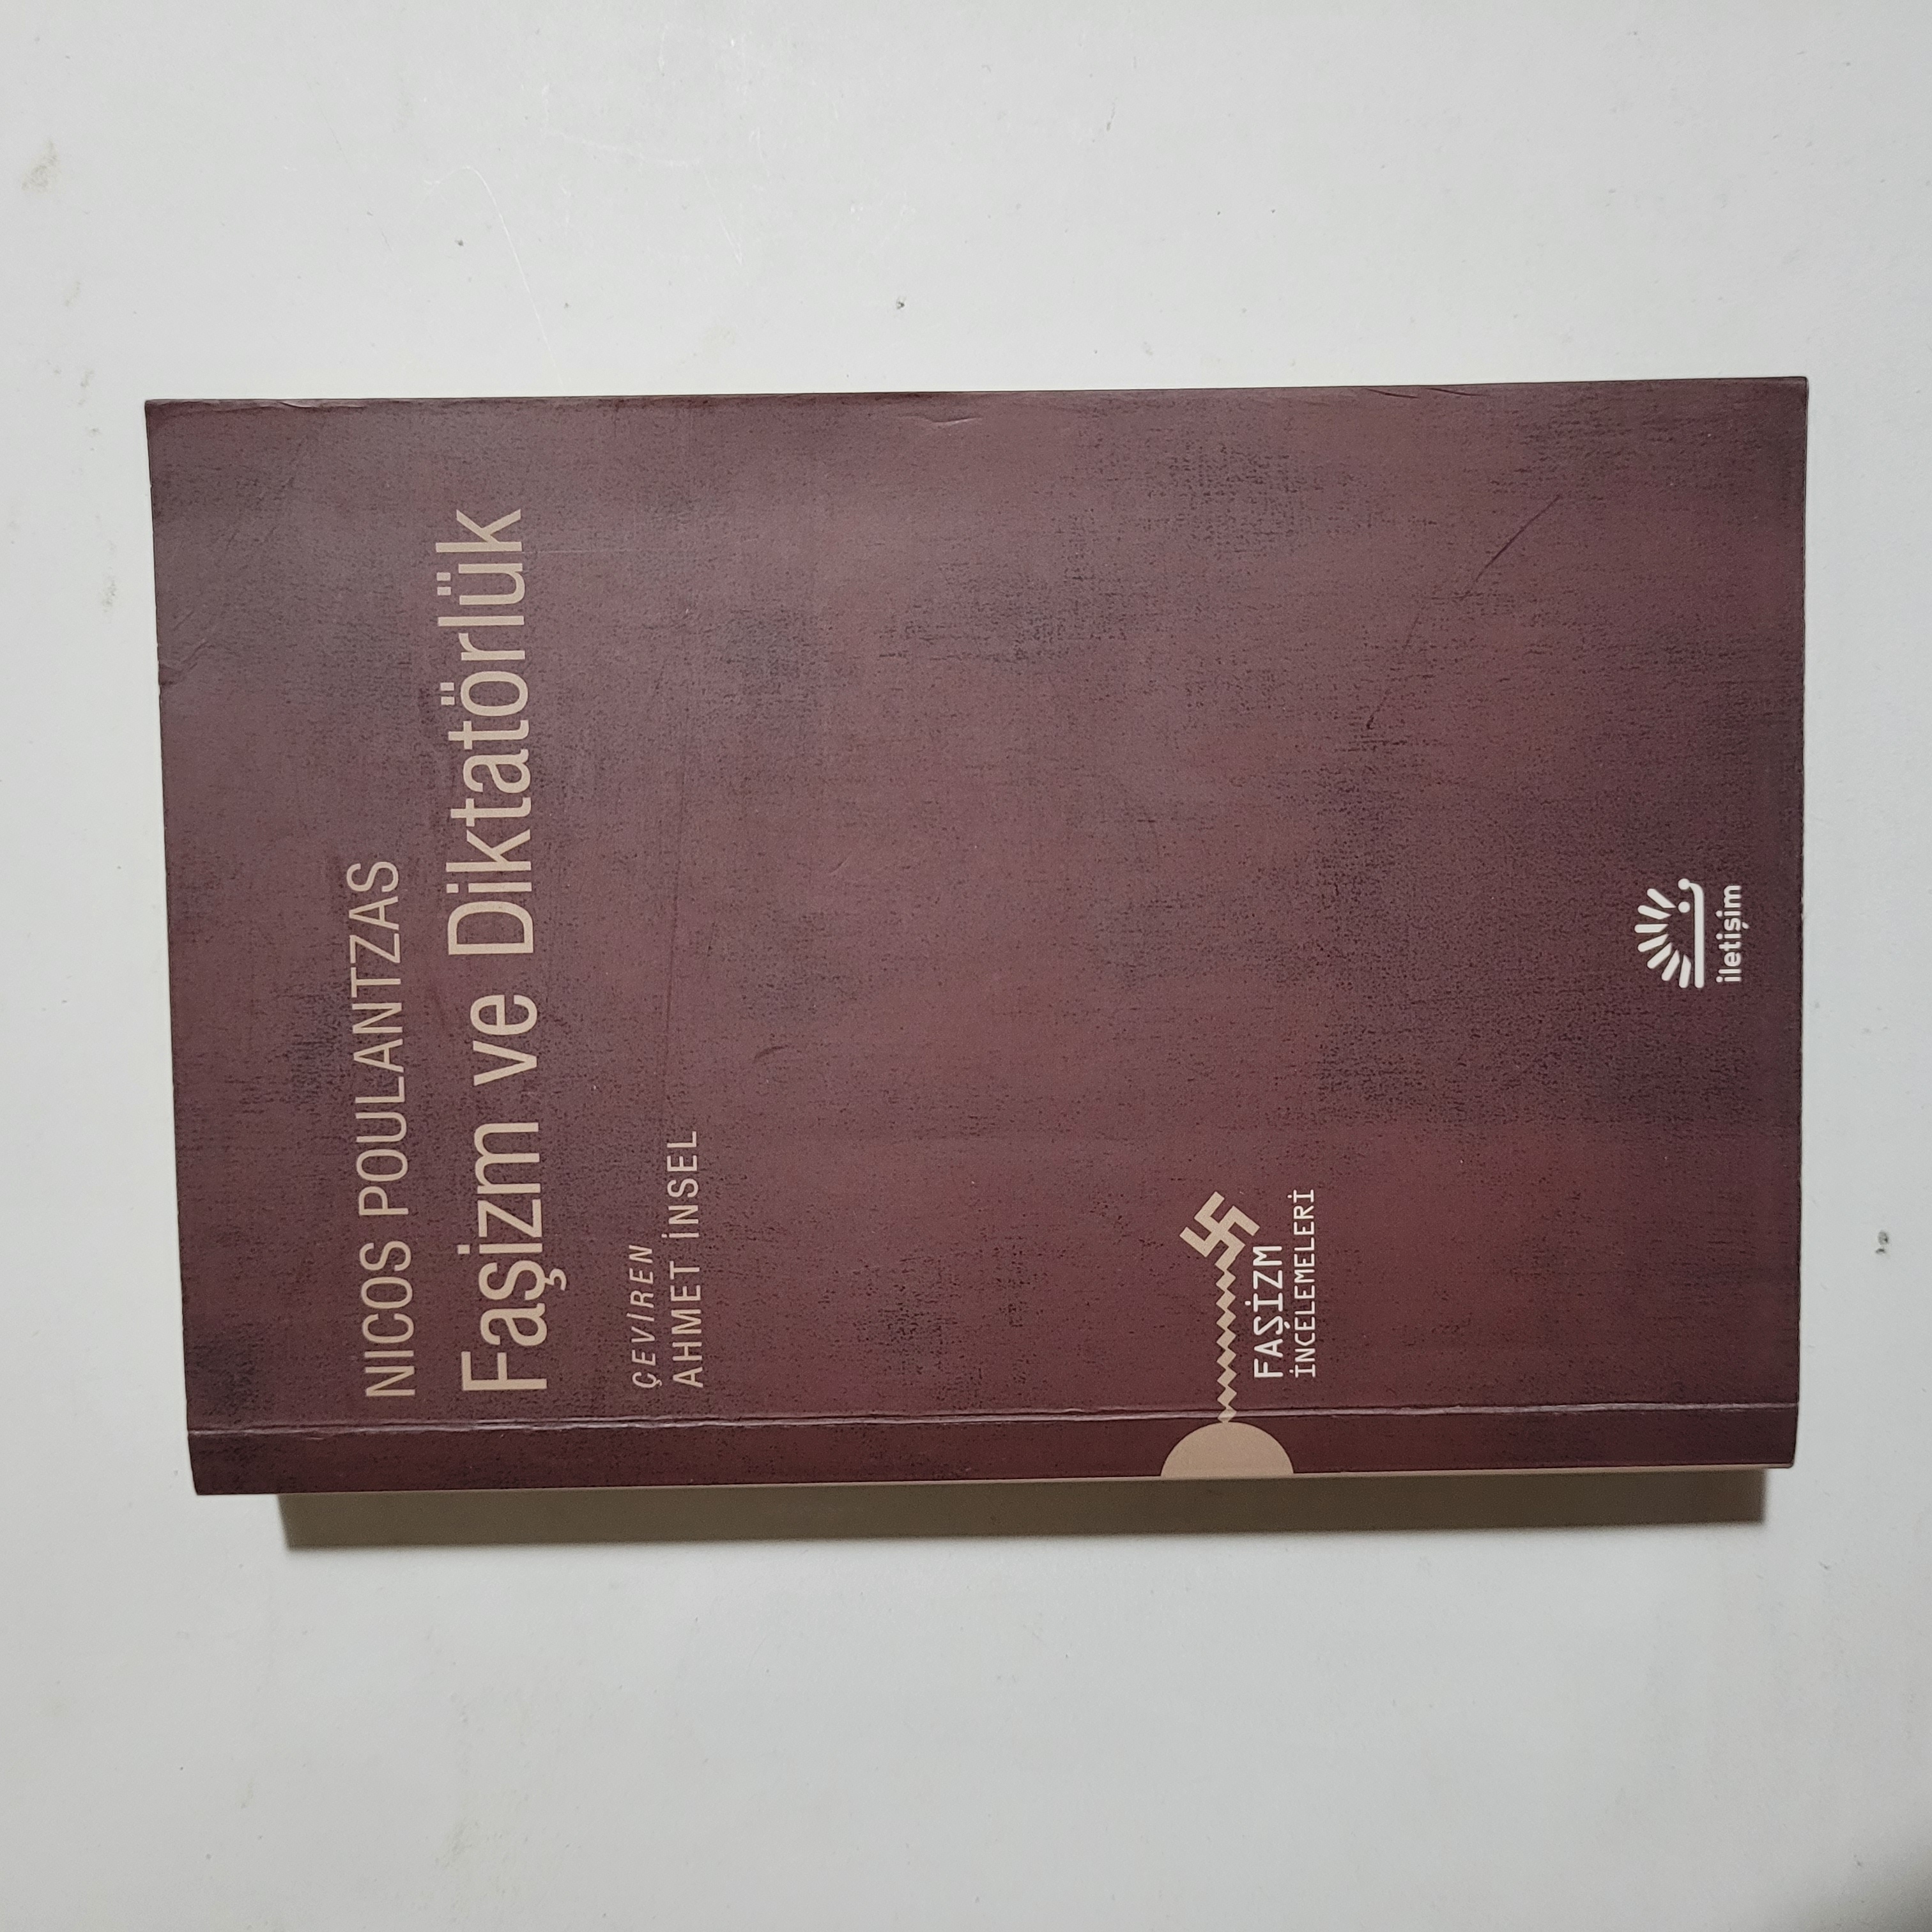 NICOS POULANTZAS
Faşizm ve Diktatörlük
ÇEVİREN
AHMET İNSEL
FAŞİZM
İNCELEMELERİ
iletişim